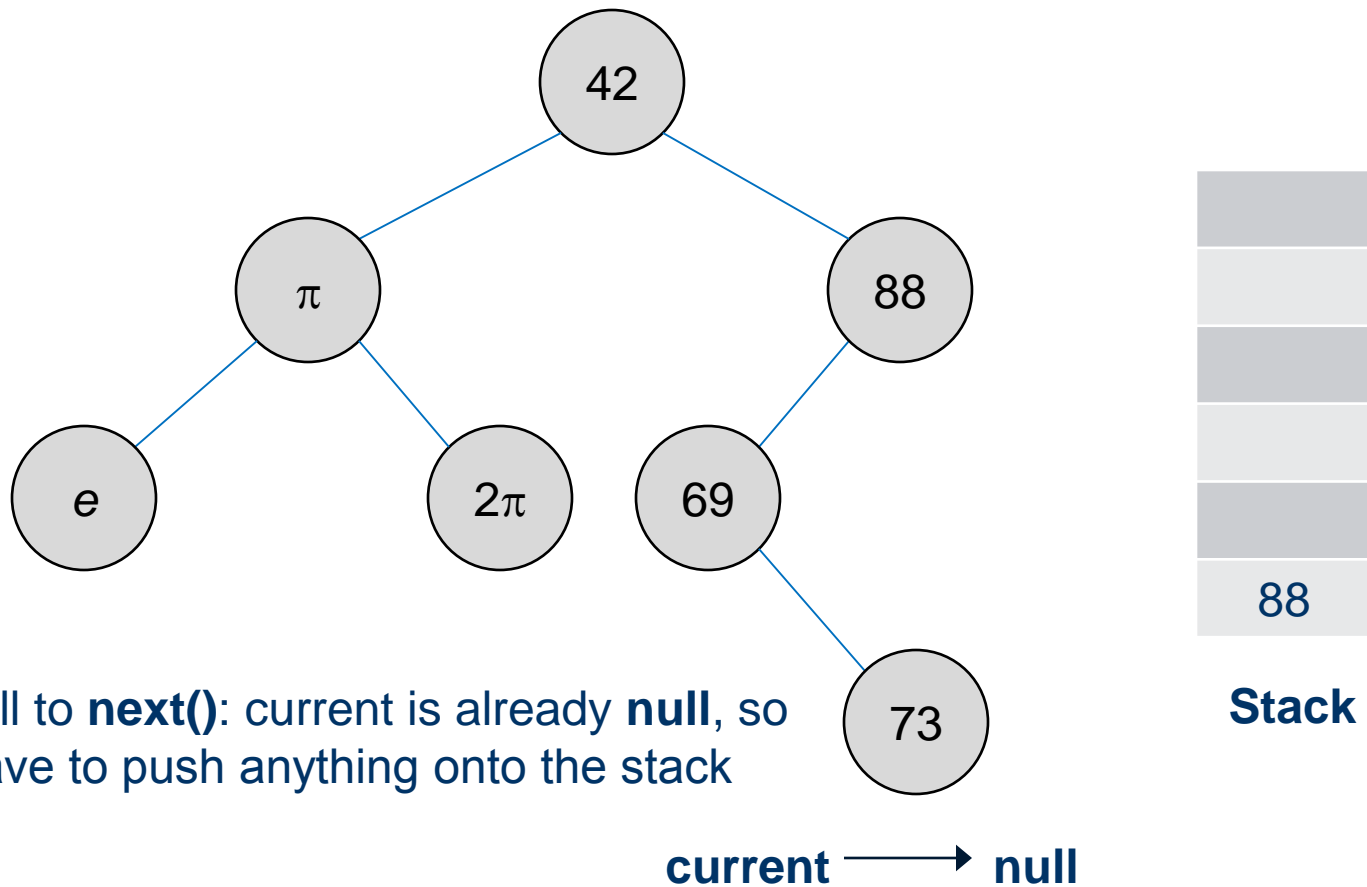 42
π
88
e
2π
69
88
73
Stack
ll to next(): current is already null, so
ave to push anything onto the stack
current null